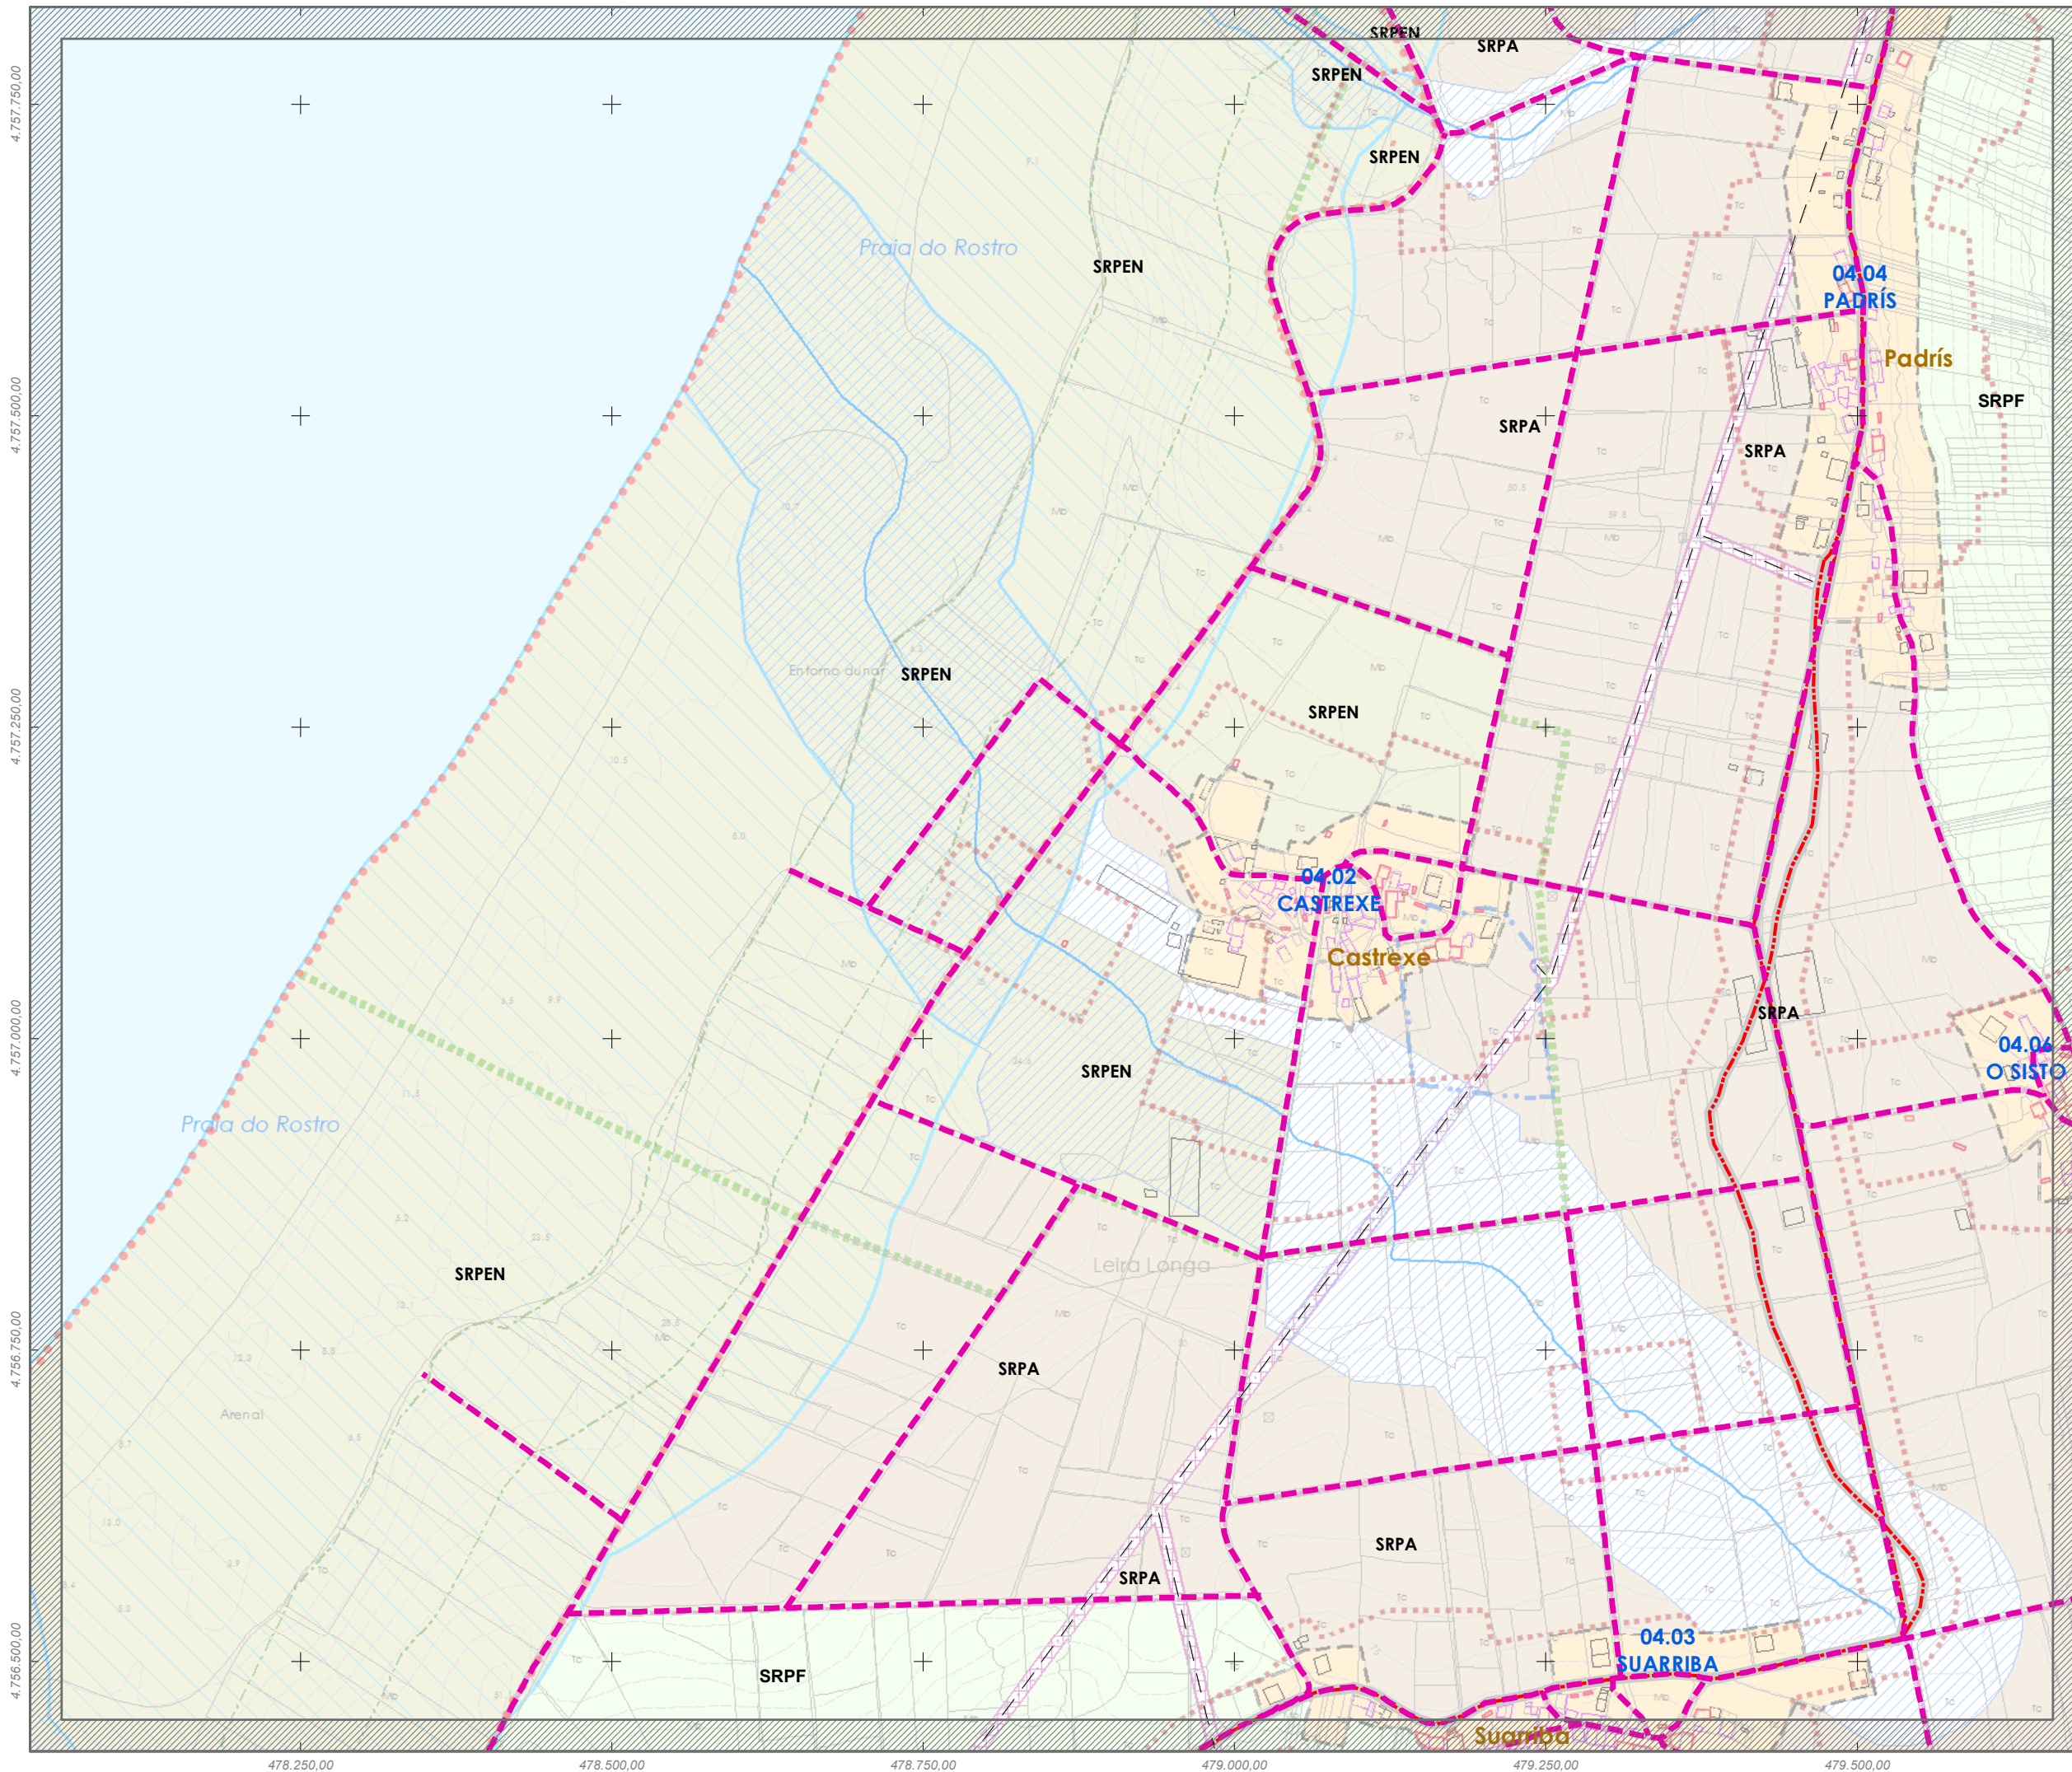 SRPEN
SRPA
SRPEN
4.757.750,00
SRPEN
Praia do Rostro
SRPEN
04.04
PADRÍS
Padrís
SRPF
4.757.500,00
SRPA
SRPA
Entorno dunar
SRPEN
SRPEN
4.757.250,00
04.02
CASTREXE
Castrexe
SRPA
4.757.000,00
04.06
O SISTO
SRPEN
Praia do Rostro
Leira Longa
SRPEN
4.756.750,00
SRPA
Arenal
SRPA
SRPA
04.03
SUARRIBA
4.756.500,00
SRPF
Suarriba
478.250,00
478.500,00
478.750,00
479.000,00
479.250,00
479.500,00